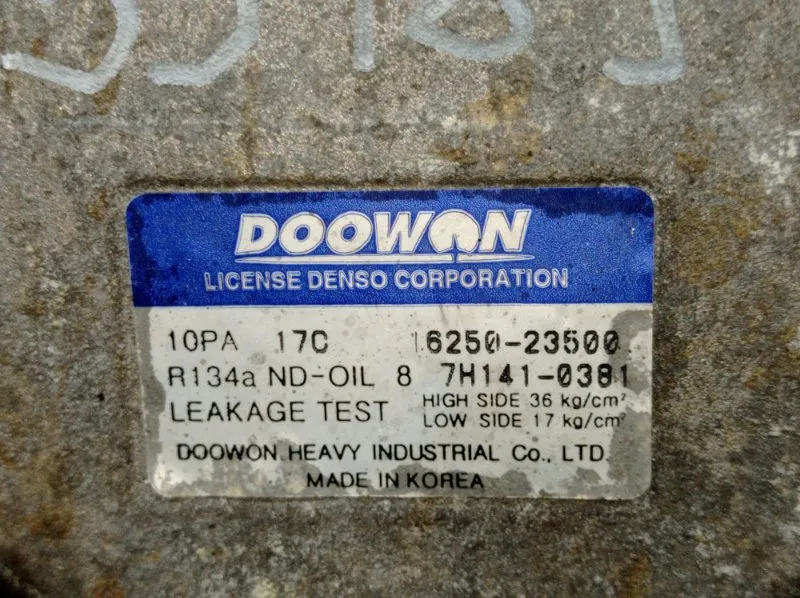 DOOWON
LICENSE DENSO CORPORATION
10PA 17C 16250-23500
R134a ND-OIL 8 7H141-0381
LEAKAGE TEST HIGH SIDE 36 kg/cm²
LOW SIDE 17 kg/cm²
DOOWON HEAVY INDUSTRIAL Co., LTD.
MADE IN KOREA